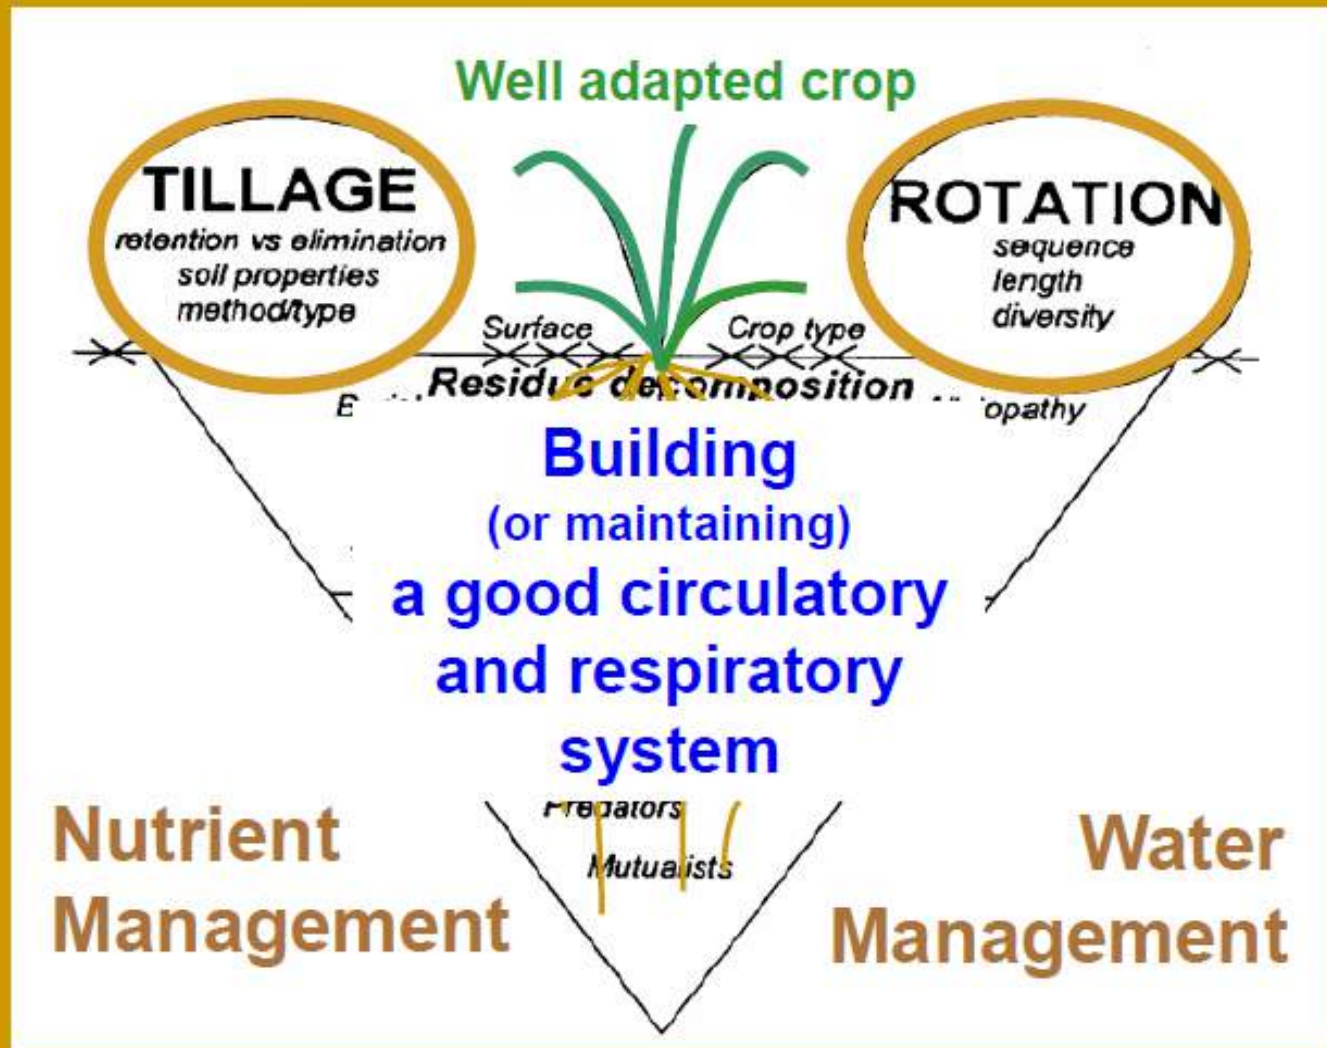 Well adapted crop
TILLAGE
retention vs elimination
soil properties
method/type
ROTATION
sequence
length
diversity
Surface
Crop type
Residue decomposition
Building
(or maintaining)
a good circulatory
and respiratory
system
Predators
Mutualists
Nutrient
Management
Water
Management